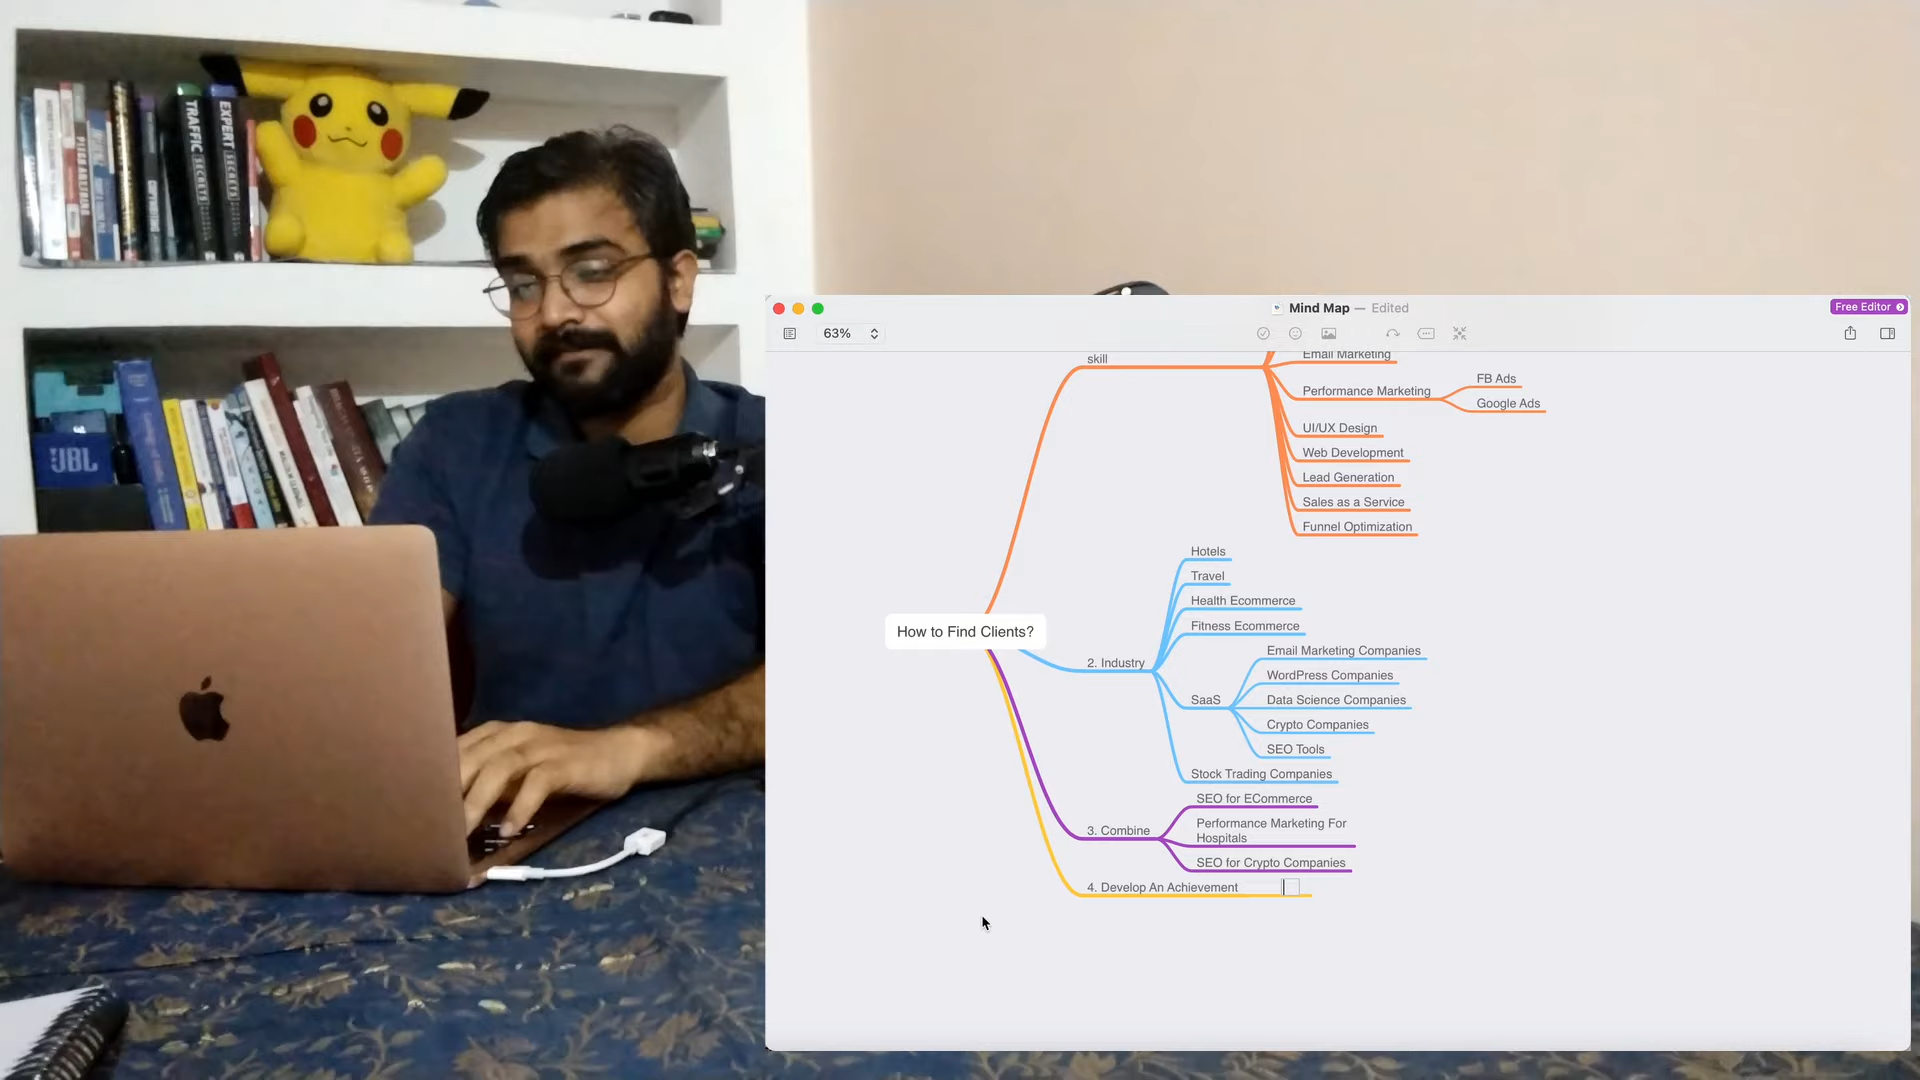 TRAFFIC
SECRETS
EXPERT
SECRETS
JBL
Mind Map — Edited
Free Editor
63%
skill
Email Marketing
Performance Marketing
FB Ads
Google Ads
UI/UX Design
Web Development
Lead Generation
Sales as a Service
Funnel Optimization
How to Find Clients?
2. Industry
Hotels
Travel
Health Ecommerce
Fitness Ecommerce
SaaS
Email Marketing Companies
WordPress Companies
Data Science Companies
Crypto Companies
SEO Tools
Stock Trading Companies
3. Combine
SEO for ECommerce
Performance Marketing For
Hospitals
SEO for Crypto Companies
4. Develop An Achievement